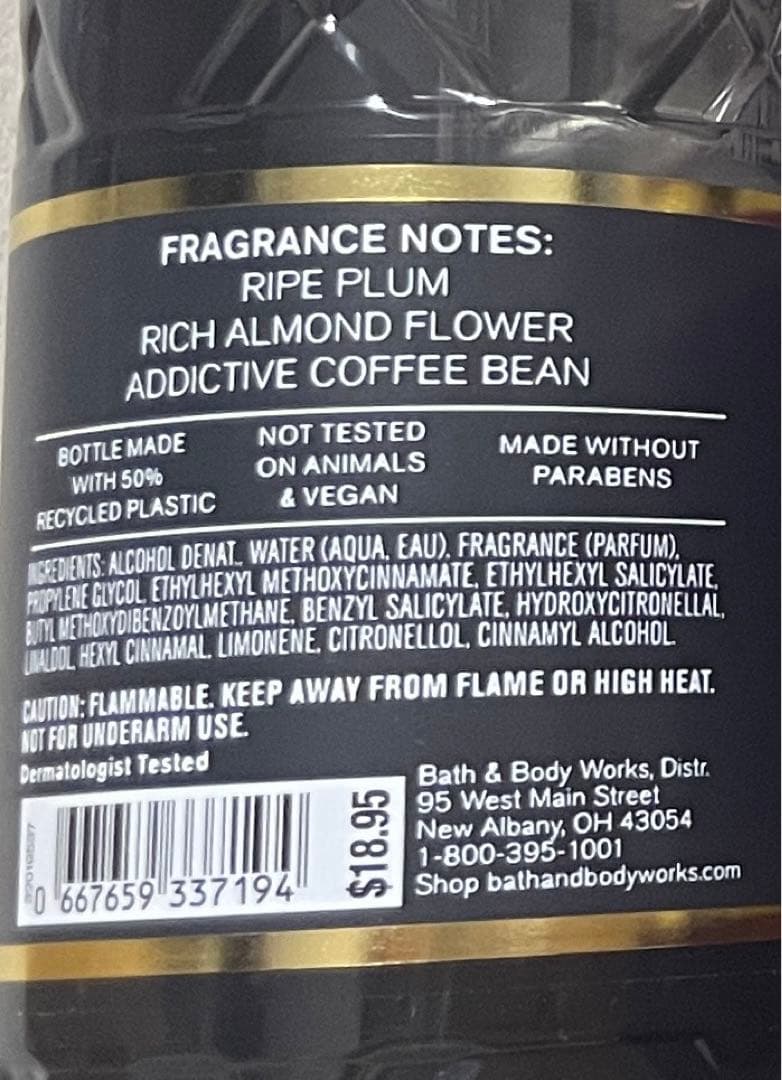 FRAGRANCE NOTES:
RIPE PLUM
RICH ALMOND FLOWER
ADDICTIVE COFFEE BEAN
BOTTLE MADE
WITH 50%
RECYCLED PLASTIC
NOT TESTED
ON ANIMALS
& VEGAN
MADE WITHOUT
PARABENS
INGREDIENTS: ALCOHOL DENAT., WATER (AQUA, EAU), FRAGRANCE (PARFUM),
PROPYLENE GLYCOL, ETHYLHEXYL METHOXYCINNAMATE, ETHYLHEXYL SALICYLATE,
BUTYL METHOXYDIBENZOYLMETHANE, BENZYL SALICYLATE, HYDROXYCITRONELLAL,
LINALOOL, HEXYL CINNAMAL, LIMONENE, CITRONELLOL, CINNAMYL ALCOHOL.
CAUTION: FLAMMABLE. KEEP AWAY FROM FLAME OR HIGH HEAT.
NOT FOR UNDERARM USE.
Dermatologist Tested
0 667659 337194
$18.95
Bath & Body Works, Distr.
95 West Main Street
New Albany, OH 43054
1-800-395-1001
Shop bathandbodyworks.com